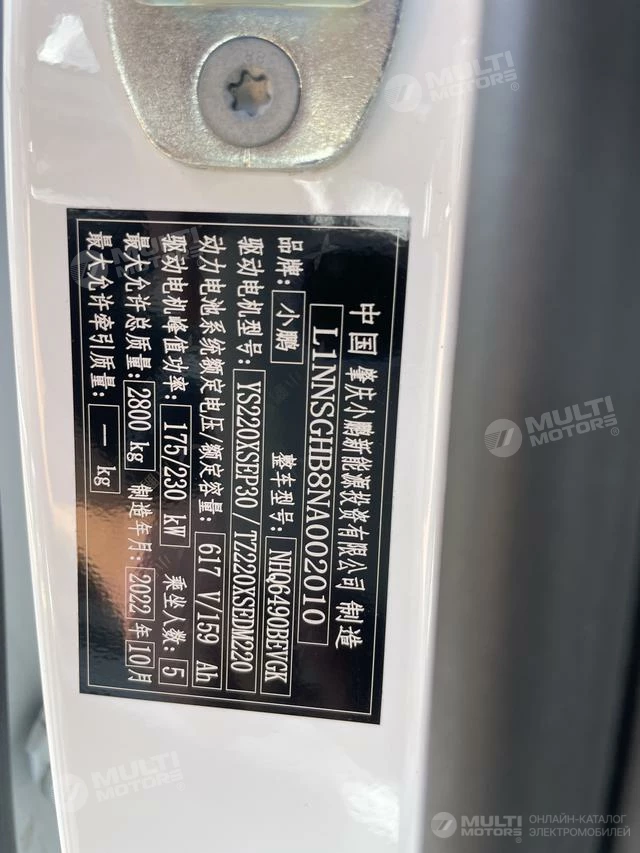 中国 肇庆小鹏新能源投资有限公司 制造
L1NNSGHB8NA002010
品牌: 小鹏 整车型号: NHQ6490BEVGK
驱动电机型号: YS220XSEP30 / TZ220XSEDM220
动力电池系统额定电压/额定容量: 617 V/159 Ah
驱动电机峰值功率: 175/230 kW 乘坐人数: 5
最大允许总质量: 2800 kg 制造年月: 2022 年 10 月
最大允许牵引质量: — kg
MULTI MOTORS®
MULTI MOTORS®
MULTI MOTORS
MULTI MOTORS®
MULTI MOTORS® ОНЛАЙН-КАТАЛОГ ЭЛЕКТРОМОБИЛЕЙ